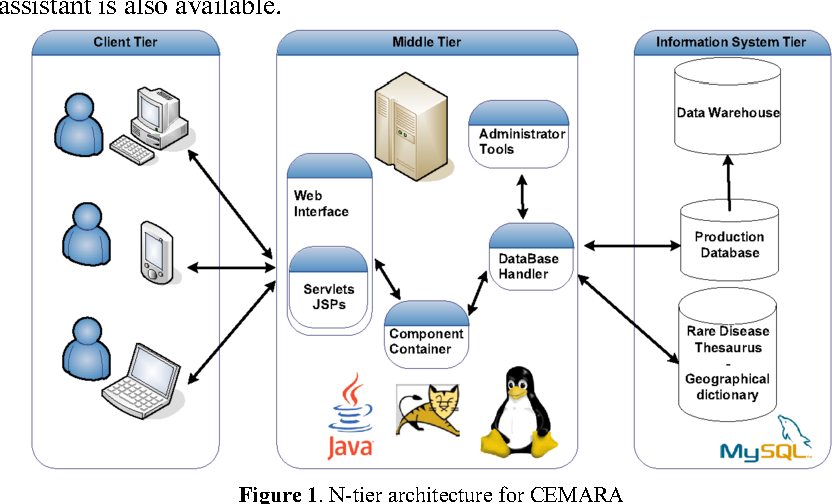 assistant is also available.
Client Tier
Middle Tier
Information System Tier
Web
Interface
Servlets
JSPs
Component
Container
Administrator
Tools
DataBase
Handler
Data Warehouse
Production
Database
Rare Disease
Thesaurus
-
Geographical
dictionary
Java
MySQL
Figure 1. N-tier architecture for CEMARA